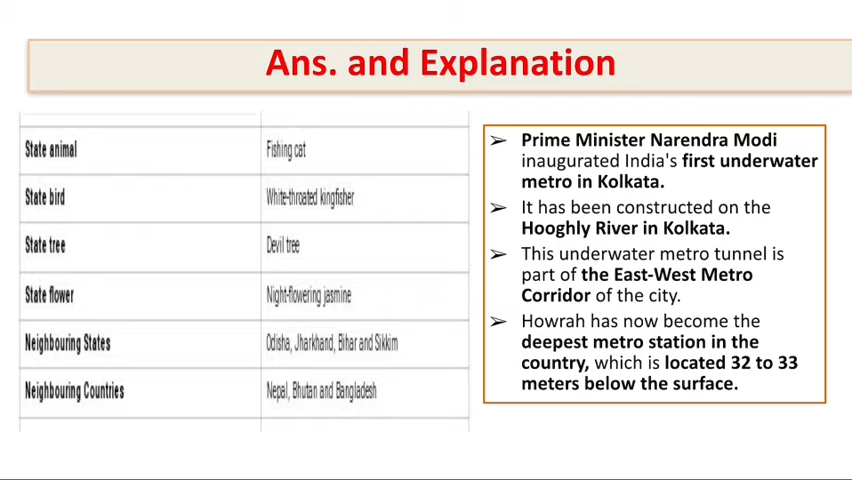 Ans. and Explanation
State animal Fishing cat
State bird White-throated kingfisher
State tree Devil tree
State flower Night-flowering jasmine
Neighbouring States Odisha, Jharkhand, Bihar and Sikkim
Neighbouring Countries Nepal, Bhutan and Bangladesh
➢ Prime Minister Narendra Modi
inaugurated India's first underwater
metro in Kolkata.
➢ It has been constructed on the
Hooghly River in Kolkata.
➢ This underwater metro tunnel is
part of the East-West Metro
Corridor of the city.
➢ Howrah has now become the
deepest metro station in the
country, which is located 32 to 33
meters below the surface.